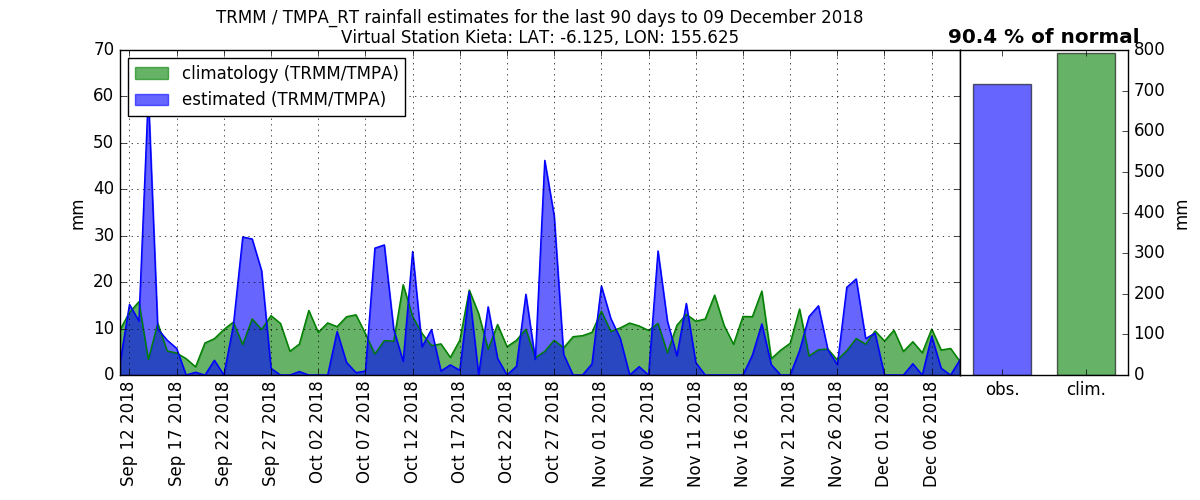 TRMM / TMPA_RT rainfall estimates for the last 90 days to 09 December 2018
Virtual Station Kieta: LAT: -6.125, LON: 155.625
90.4 % of normal
climatology (TRMM/TMPA)
estimated (TRMM/TMPA)
70
60
50
40
30
20
10
0
mm
Sep 12 2018
Sep 17 2018
Sep 22 2018
Sep 27 2018
Oct 02 2018
Oct 07 2018
Oct 12 2018
Oct 17 2018
Oct 22 2018
Oct 27 2018
Nov 01 2018
Nov 06 2018
Nov 11 2018
Nov 16 2018
Nov 21 2018
Nov 26 2018
Dec 01 2018
Dec 06 2018
obs.
clim.
800
700
600
500
400
300
200
100
0
mm